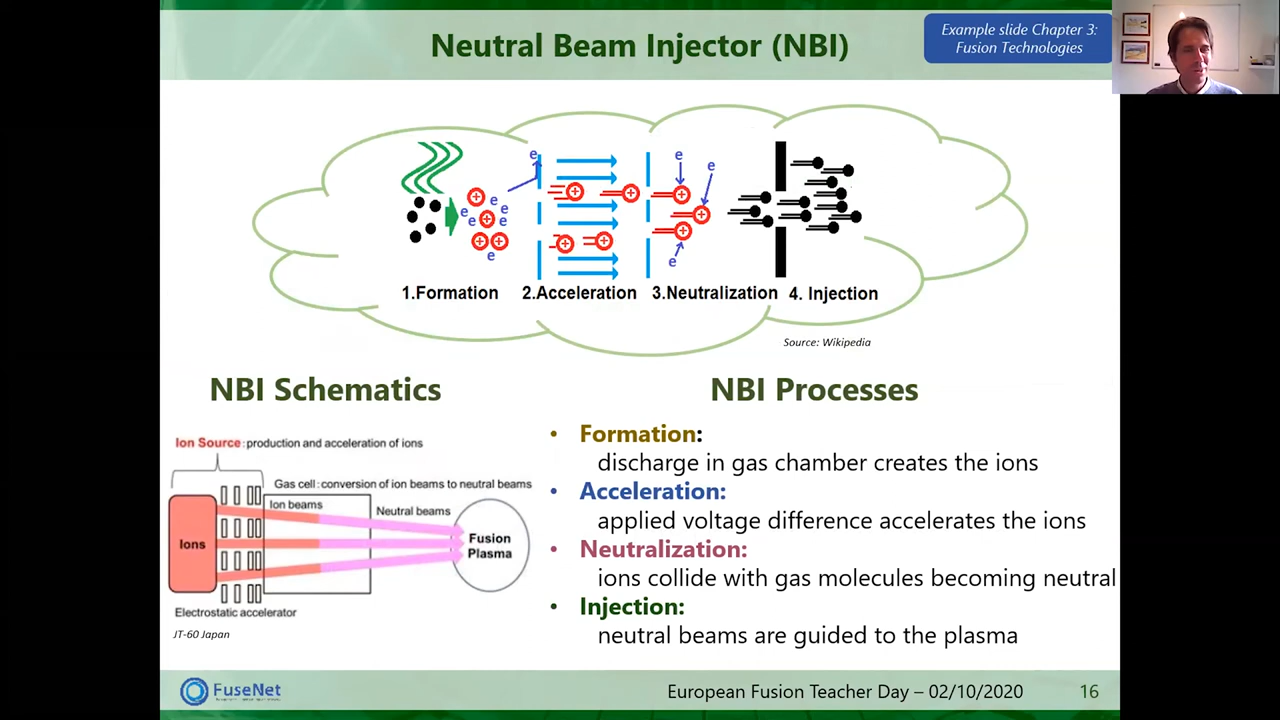 Neutral Beam Injector (NBI)
Example slide Chapter 3:
Fusion Technologies
e
e
e
e
e
e
e
e
e
e
e
1.Formation
2.Acceleration
3.Neutralization
4. Injection
Source: Wikipedia
NBI Schematics
Ion Source : production and acceleration of ions
Gas cell : conversion of ion beams to neutral beams
Ion beams
Neutral beams
Ions
Fusion
Plasma
Electrostatic accelerator
JT-60 Japan
NBI Processes
• Formation:
discharge in gas chamber creates the ions
• Acceleration:
applied voltage difference accelerates the ions
• Neutralization:
ions collide with gas molecules becoming neutral
• Injection:
neutral beams are guided to the plasma
FuseNet
European Fusion Teacher Day – 02/10/2020
16